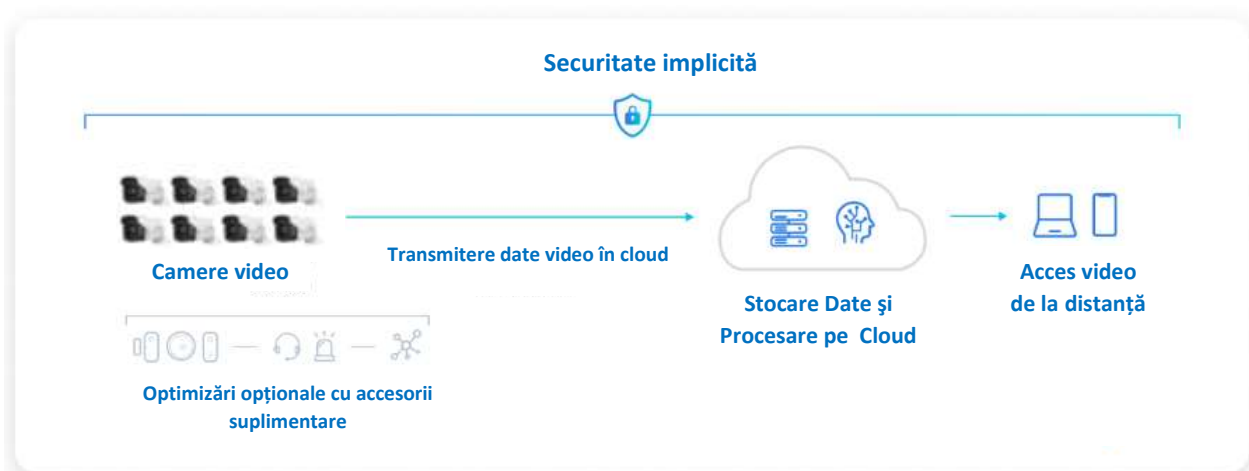 Securitate implicită
Camere video
Transmitere date video în cloud
Stocare Date şi
Procesare pe Cloud
Acces video
de la distanță
Optimizări opționale cu accesorii
suplimentare